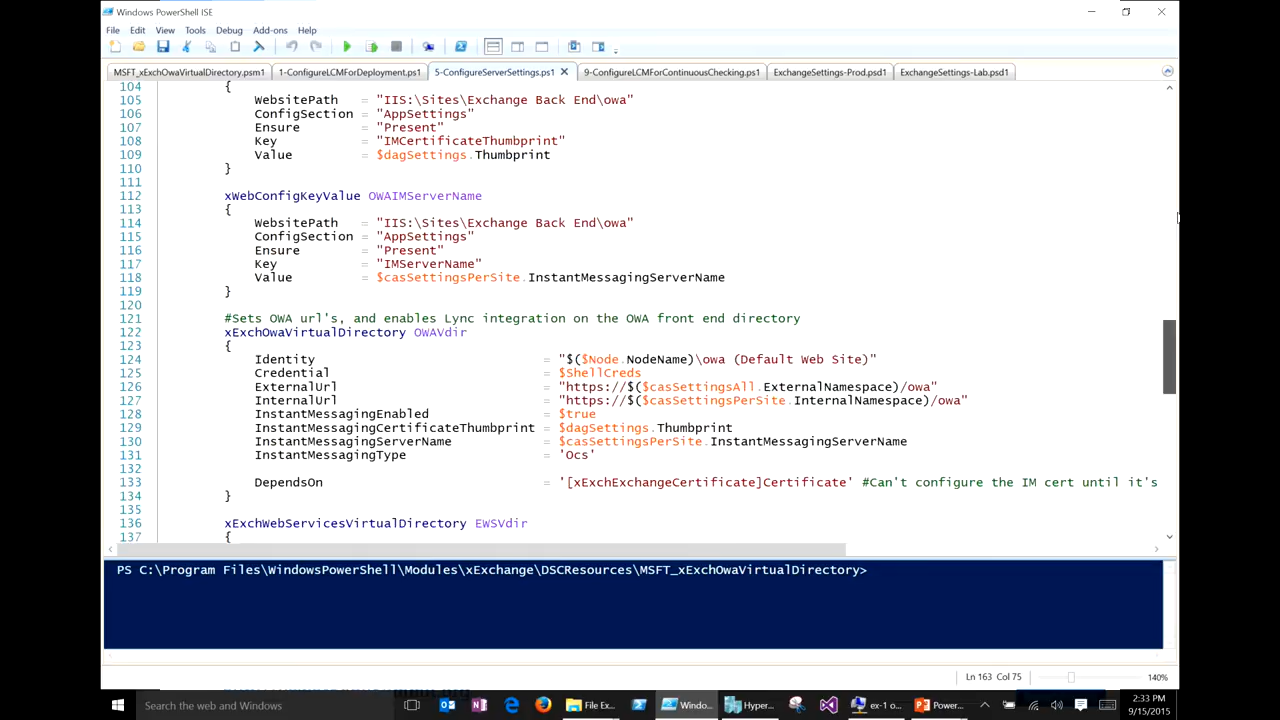 Windows PowerShell ISE
File Edit View Tools Debug Add-ons Help
MSFT_xExchOwaVirtualDirectory.psm1 1-ConfigureLCMForDeployment.ps1 5-ConfigureServerSettings.ps1 9-ConfigureLCMForContinuousChecking.ps1 ExchangeSettings-Prod.psd1 ExchangeSettings-Lab.psd1
104 {
105 WebsitePath = "IIS:\Sites\Exchange Back End\owa"
106 ConfigSection = "AppSettings"
107 Ensure = "Present"
108 Key = "IMCertificateThumbprint"
109 Value = $dagSettings.Thumbprint
110 }
111
112 xWebConfigKeyValue OWAIMServerName
113 {
114 WebsitePath = "IIS:\Sites\Exchange Back End\owa"
115 ConfigSection = "AppSettings"
116 Ensure = "Present"
117 Key = "IMServerName"
118 Value = $casSettingsPerSite.InstantMessagingServerName
119 }
120
121 #Sets OWA url's, and enables Lync integration on the OWA front end directory
122 xExchOwaVirtualDirectory OWAVdir
123 {
124 Identity = "$($Node.NodeName)\owa (Default Web Site)"
125 Credential = $ShellCreds
126 ExternalUrl = "https://$($casSettingsAll.ExternalNamespace)/owa"
127 InternalUrl = "https://$($casSettingsPerSite.InternalNamespace)/owa"
128 InstantMessagingEnabled = $true
129 InstantMessagingCertificateThumbprint = $dagSettings.Thumbprint
130 InstantMessagingServerName = $casSettingsPerSite.InstantMessagingServerName
131 InstantMessagingType = 'Ocs'
132
133 DependsOn = '[xExchExchangeCertificate]Certificate' #Can't configure the IM cert until it's
134 }
135
136 xExchWebServicesVirtualDirectory EWSVdir
137 {
PS C:\Program Files\WindowsPowerShell\Modules\xExchange\DSCResources\MSFT_xExchOwaVirtualDirectory>
Ln 163 Col 75 140%
Search the web and Windows File Ex... Windo... Hyper... ex-1 o... Power... 2:33 PM
9/15/2015